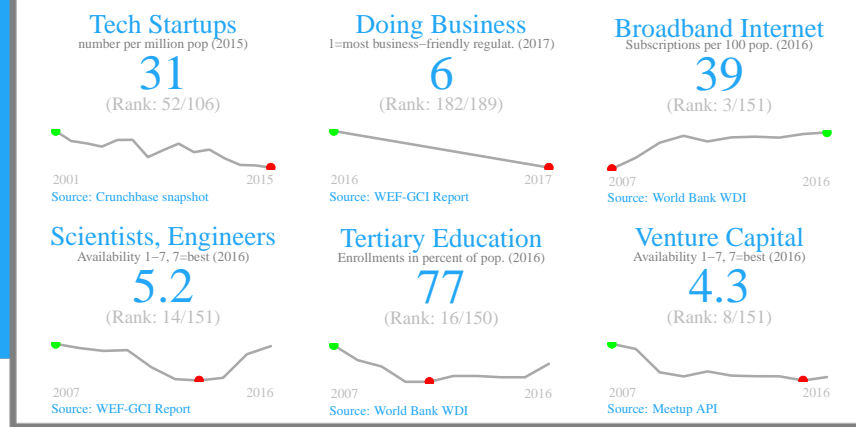 Tech Startups
number per million pop (2015)
31
(Rank: 52/106)
2001 2015
Source: Crunchbase snapshot
Doing Business
1=most business−friendly regulat. (2017)
6
(Rank: 182/189)
2016 2017
Source: WEF-GCI Report
Broadband Internet
Subscriptions per 100 pop. (2016)
39
(Rank: 3/151)
2007 2016
Source: World Bank WDI
Scientists, Engineers
Availability 1−7, 7=best (2016)
5.2
(Rank: 14/151)
2007 2016
Source: WEF-GCI Report
Tertiary Education
Enrollments in percent of pop. (2016)
77
(Rank: 16/150)
2007 2016
Source: World Bank WDI
Venture Capital
Availability 1−7, 7=best (2016)
4.3
(Rank: 8/151)
2007 2016
Source: Meetup API